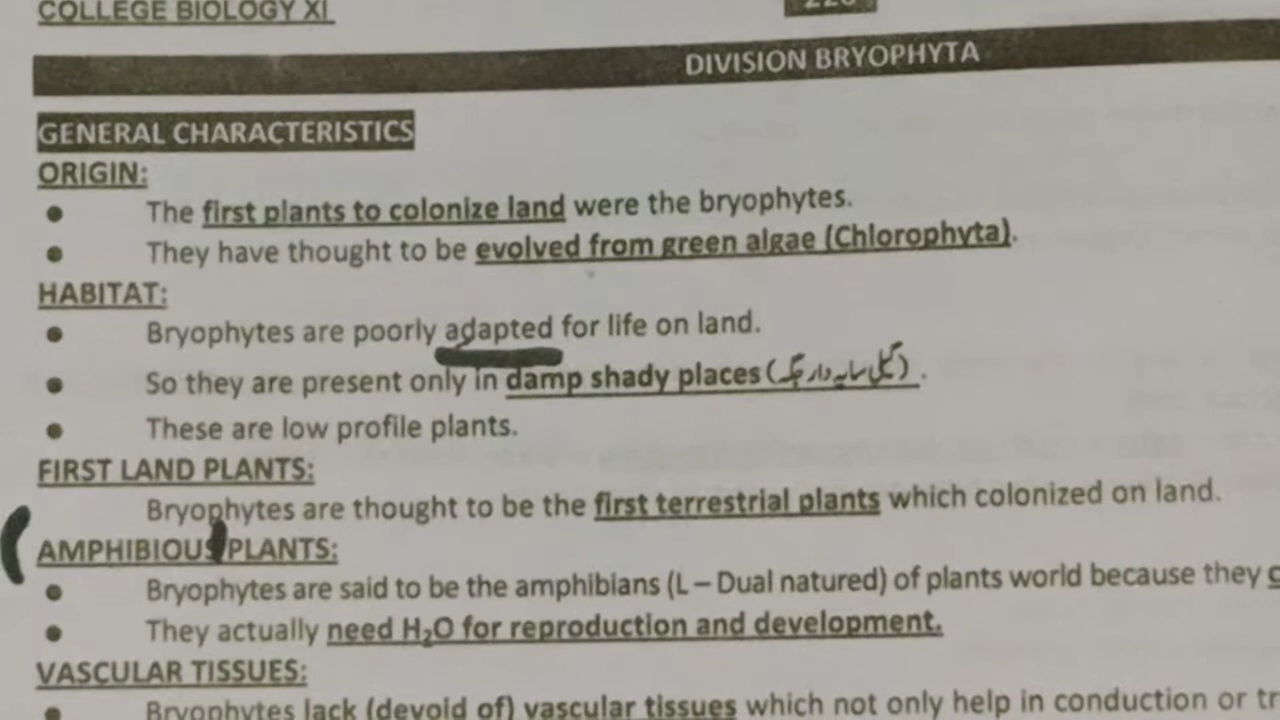 COLLEGE BIOLOGY XI
DIVISION BRYOPHYTA
GENERAL CHARACTERISTICS
ORIGIN:
● The first plants to colonize land were the bryophytes.
● They have thought to be evolved from green algae (Chlorophyta).
HABITAT:
● Bryophytes are poorly adapted for life on land.
● So they are present only in damp shady places (گیلی سایہ دار جگہ).
● These are low profile plants.
FIRST LAND PLANTS:
Bryophytes are thought to be the first terrestrial plants which colonized on land.
AMPHIBIOUS PLANTS:
● Bryophytes are said to be the amphibians (L – Dual natured) of plants world because they
● They actually need H₂O for reproduction and development.
VASCULAR TISSUES:
● Bryophytes lack (devoid of) vascular tissues which not only help in conduction or